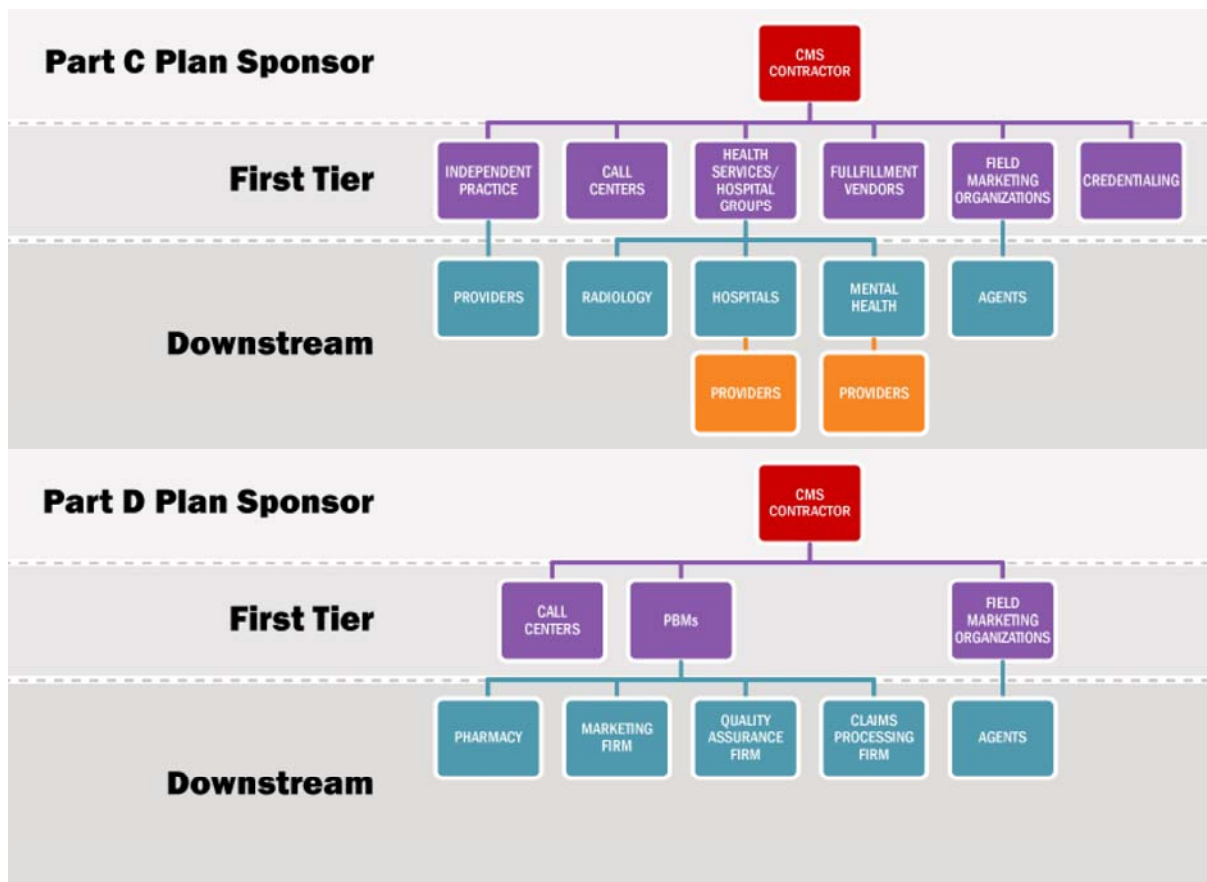 Part C Plan Sponsor
CMS
CONTRACTOR
First Tier
INDEPENDENT
PRACTICE
CALL
CENTERS
HEALTH
SERVICES/
HOSPITAL
GROUPS
FULLFILLMENT
VENDORS
FIELD
MARKETING
ORGANIZATIONS
CREDENTIALING
Downstream
PROVIDERS
RADIOLOGY
HOSPITALS
MENTAL
HEALTH
AGENTS
PROVIDERS
PROVIDERS
Part D Plan Sponsor
CMS
CONTRACTOR
First Tier
CALL
CENTERS
PBMs
FIELD
MARKETING
ORGANIZATIONS
Downstream
PHARMACY
MARKETING
FIRM
QUALITY
ASSURANCE
FIRM
CLAIMS
PROCESSING
FIRM
AGENTS